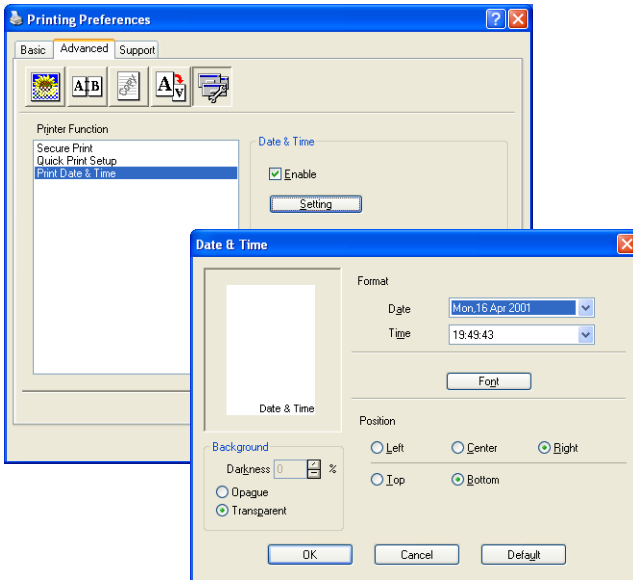 Printing Preferences
Basic Advanced Support
A B A A
Printer Function
Secure Print
Quick Print Setup
Print Date & Time
Date & Time
Enable
Setting
Date & Time
Format
Date Mon,16 Apr 2001
Time 19:49:43
Font
Date & Time
Position
Left Center Right
Top Bottom
Background
Darkness 0 %
Opague
Transparent
OK Cancel Default